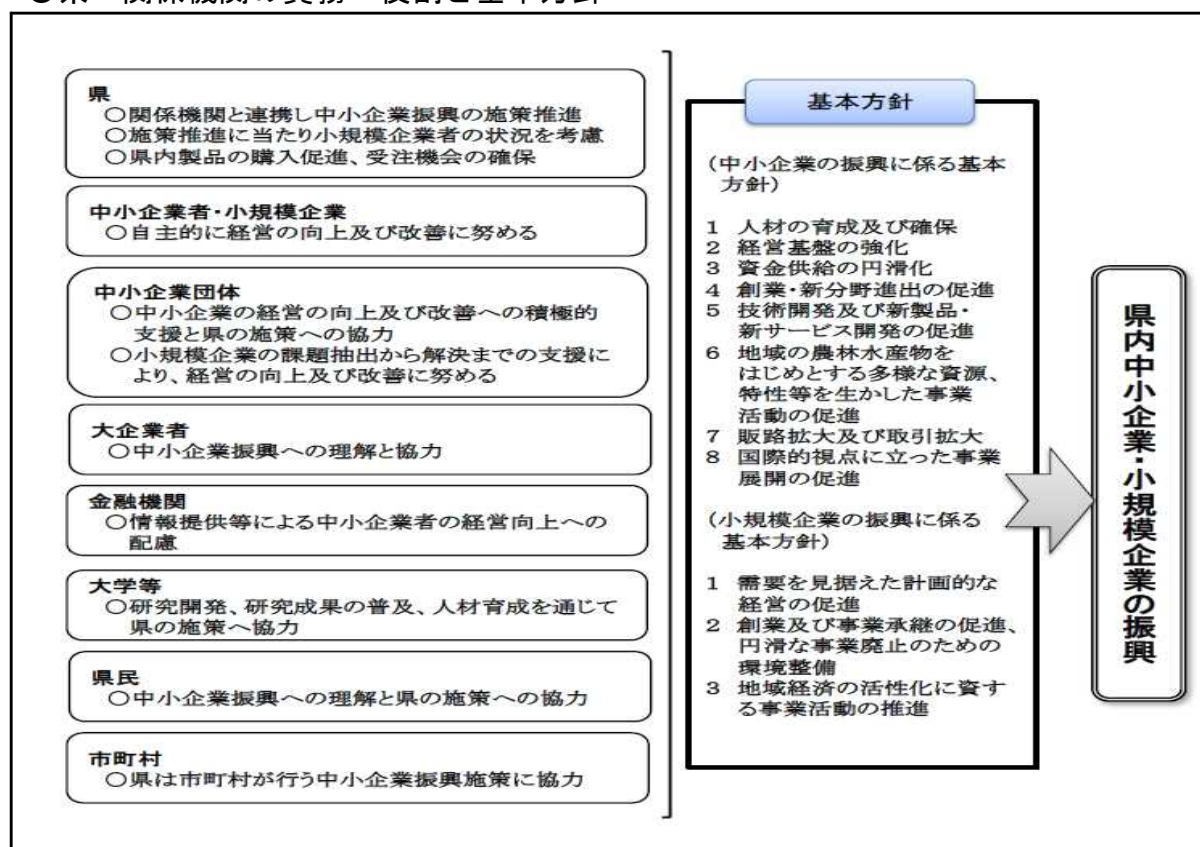 県
○関係機関と連携し中小企業振興の施策推進
○施策推進に当たり小規模企業者の状況を考慮
○県内製品の購入促進、受注機会の確保
中小企業者・小規模企業
○自主的に経営の向上及び改善に努める
中小企業団体
○中小企業の経営の向上及び改善への積極的
支援と県の施策への協力
○小規模企業の課題抽出から解決までの支援に
より、経営の向上及び改善に努める
大企業者
○中小企業振興への理解と協力
金融機関
○情報提供等による中小企業者の経営向上への
配慮
大学等
○研究開発、研究成果の普及、人材育成を通じて
県の施策へ協力
県民
○中小企業振興への理解と県の施策への協力
市町村
○県は市町村が行う中小企業振興施策に協力
基本方針
(中小企業の振興に係る基本
方針)
1 人材の育成及び確保
2 経営基盤の強化
3 資金供給の円滑化
4 創業・新分野進出の促進
5 技術開発及び新製品・
新サービス開発の促進
6 地域の農林水産物を
はじめとする多様な資源、
特性等を生かした事業
活動の促進
7 販路拡大及び取引拡大
8 国際的視点に立った事業
展開の促進
(小規模企業の振興に係る
基本方針)
1 需要を見据えた計画的な
経営の促進
2 創業及び事業承継の促進、
円滑な事業廃止のための
環境整備
3 地域経済の活性化に資す
る事業活動の推進
県内中小企業・小規模企業の振興